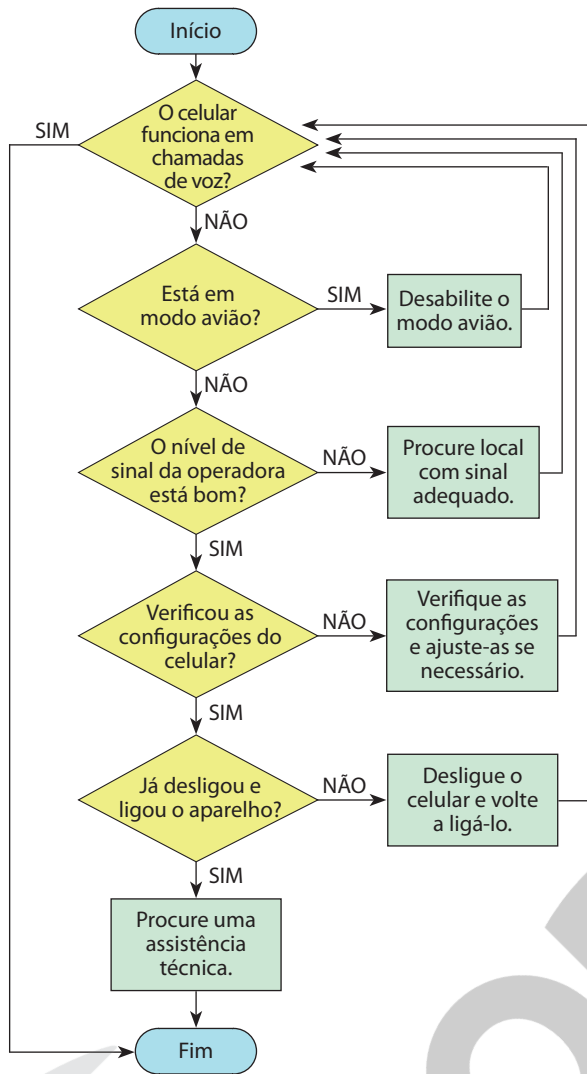 Início
O celular
funciona em
chamadas
de voz?
SIM
NÃO
Está em
modo avião?
SIM
Desabilite o
modo avião.
NÃO
O nível de
sinal da operadora
está bom?
NÃO
Procure local
com sinal
adequado.
SIM
Verificou as
configurações do
celular?
NÃO
Verifique as
configurações
e ajuste-as se
necessário.
SIM
Já desligou e
ligou o aparelho?
NÃO
Desligue o
celular e volte
a ligá-lo.
SIM
Procure uma
assistência
técnica.
Fim